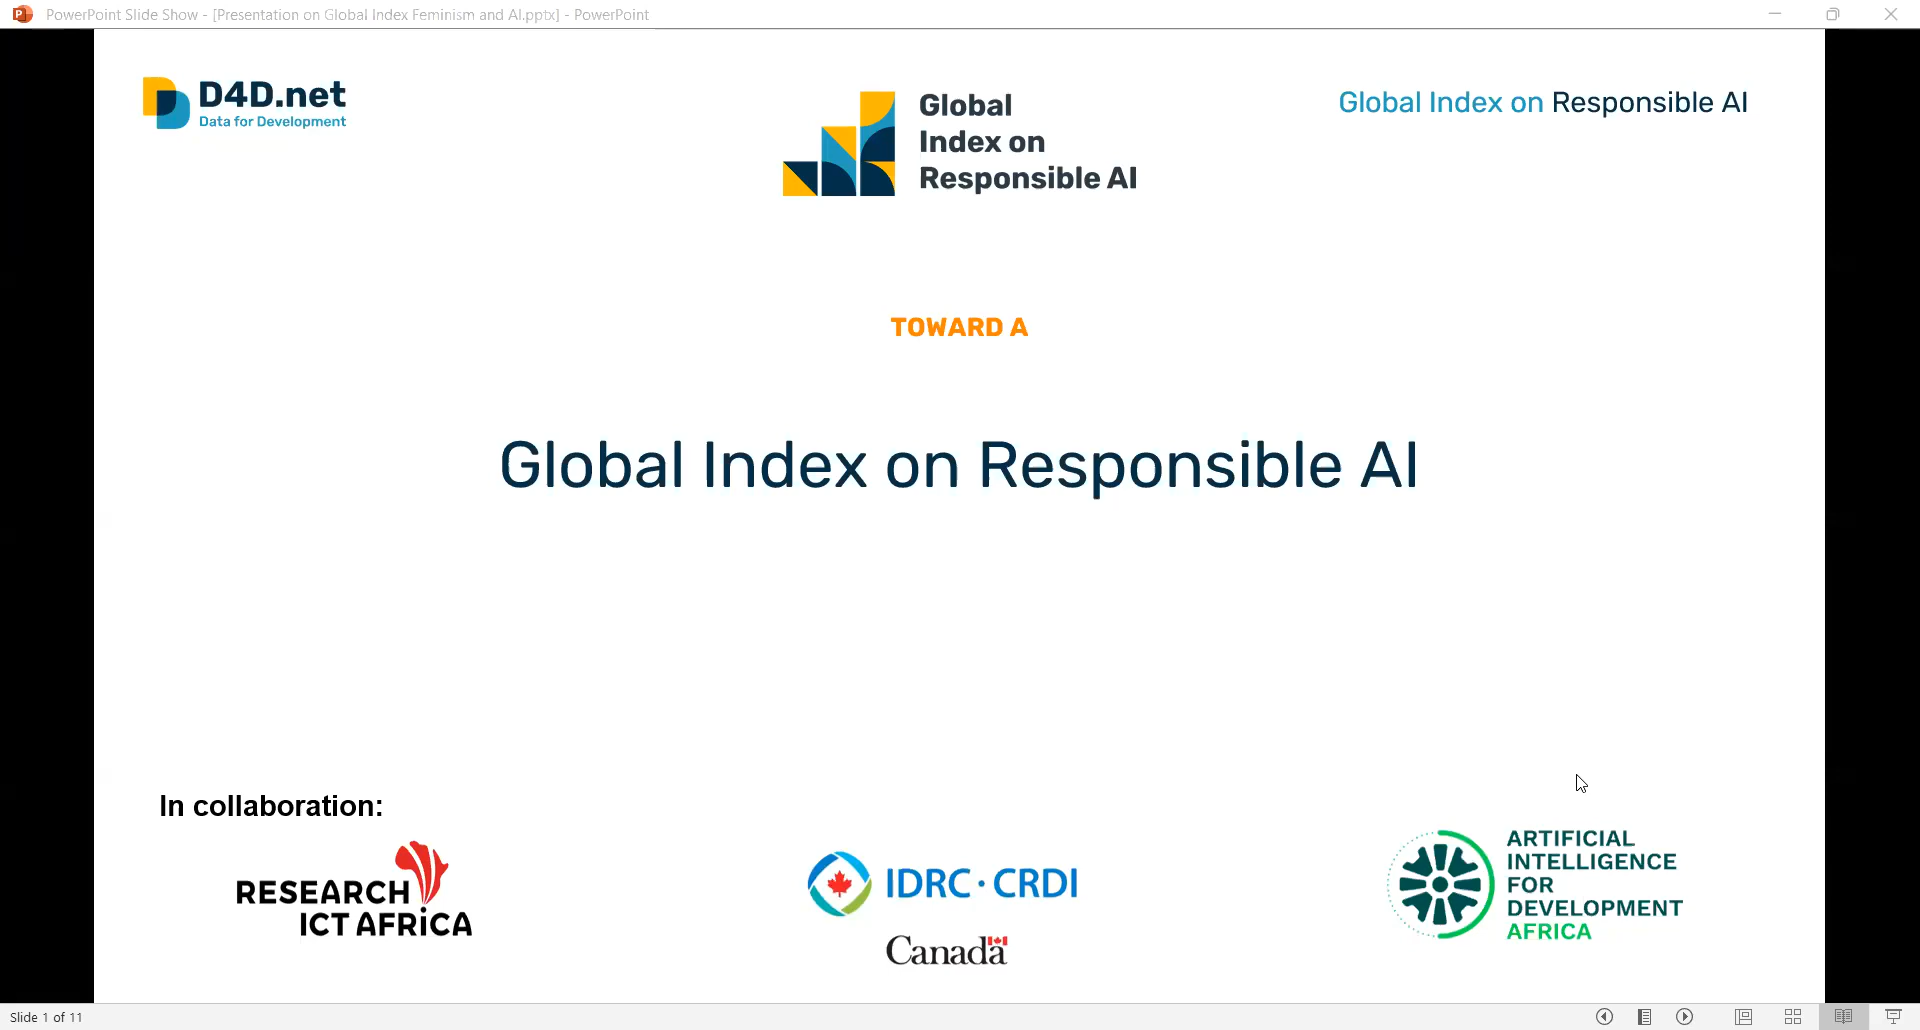 PowerPoint Slide Show - [Presentation on Global Index Feminism and AI.pptx] - PowerPoint
D4D.net
Data for Development
Global
Index on
Responsible AI
Global Index on Responsible AI
TOWARD A
Global Index on Responsible AI
In collaboration:
RESEARCH
ICT AFRICA
IDRC · CRDI
Canada
ARTIFICIAL
INTELLIGENCE
FOR
DEVELOPMENT
AFRICA
Slide 1 of 11